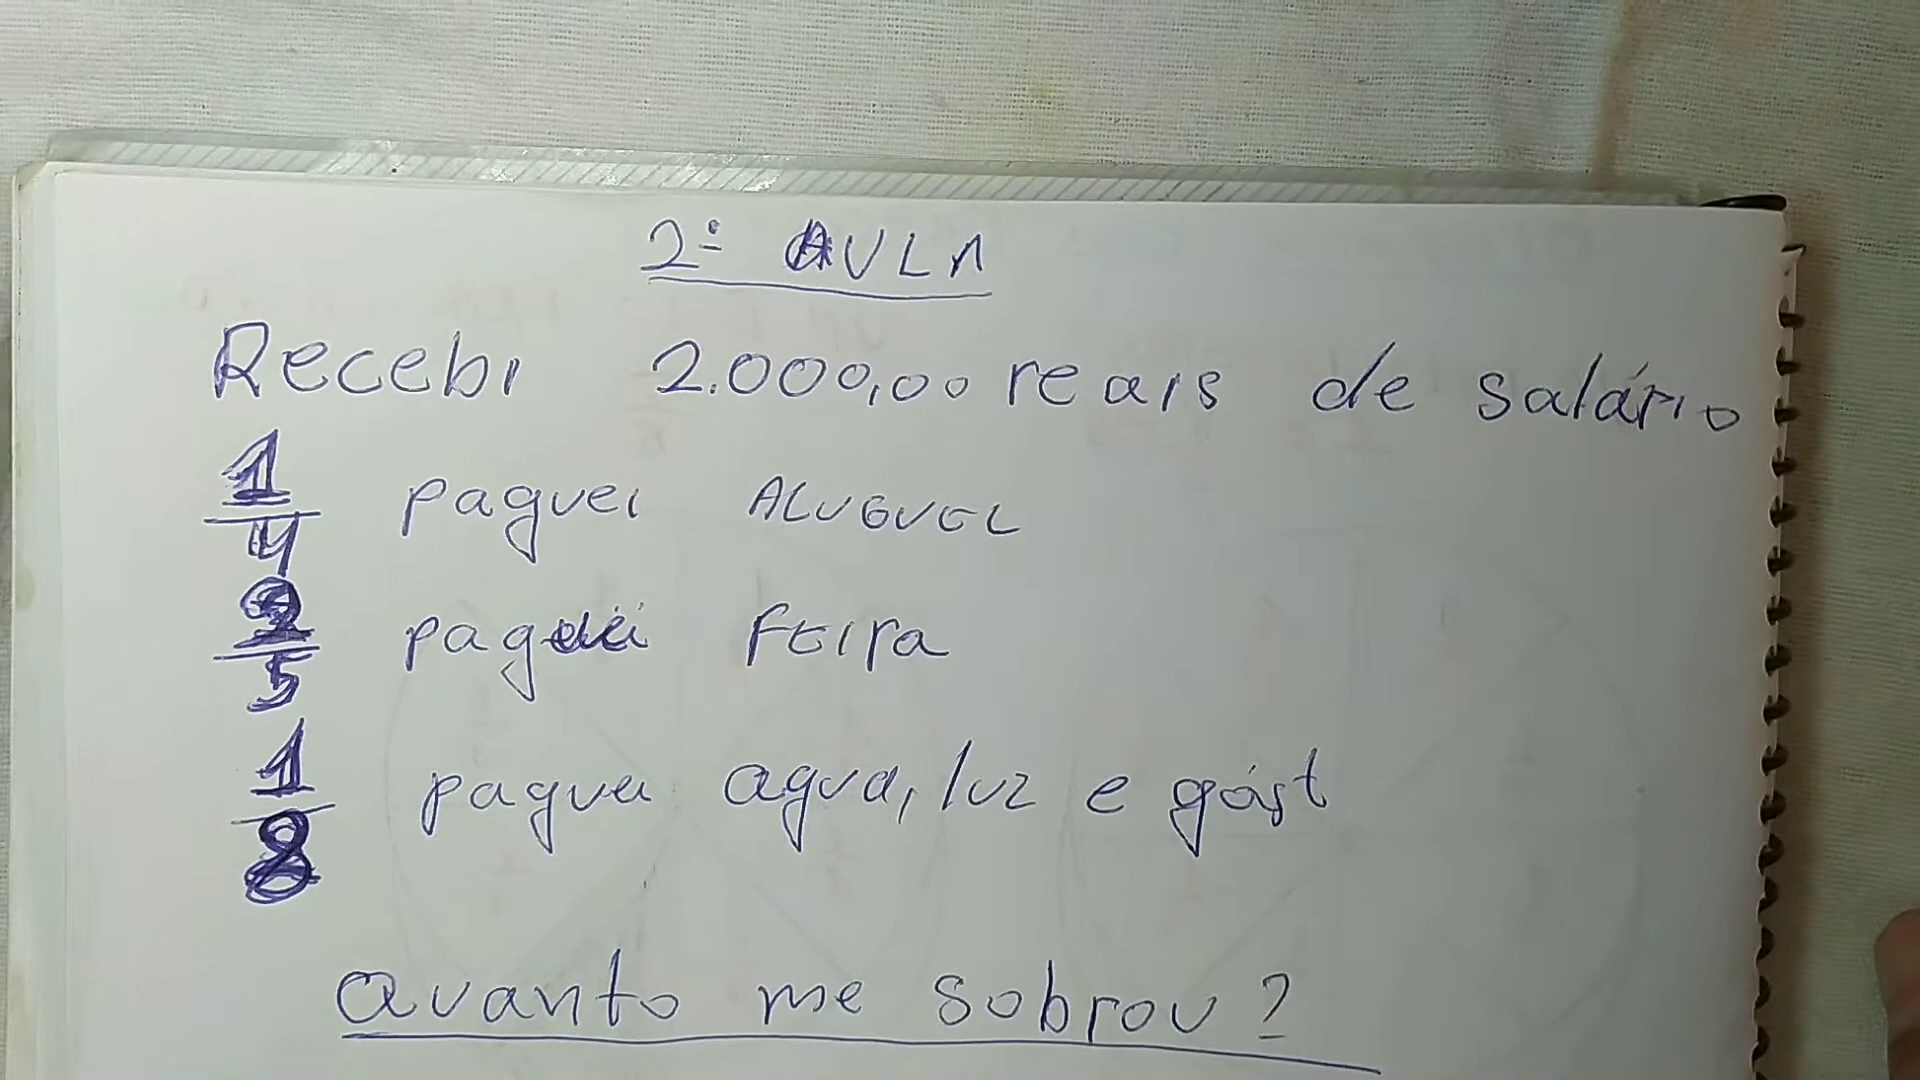 2ª AULA
Recebi 2.000,00 reais de salário
1/4 paguei ALUGUEL
2/5 paguei FEira
1/8 paguei agua, luz e gást
Quanto me sobrou?